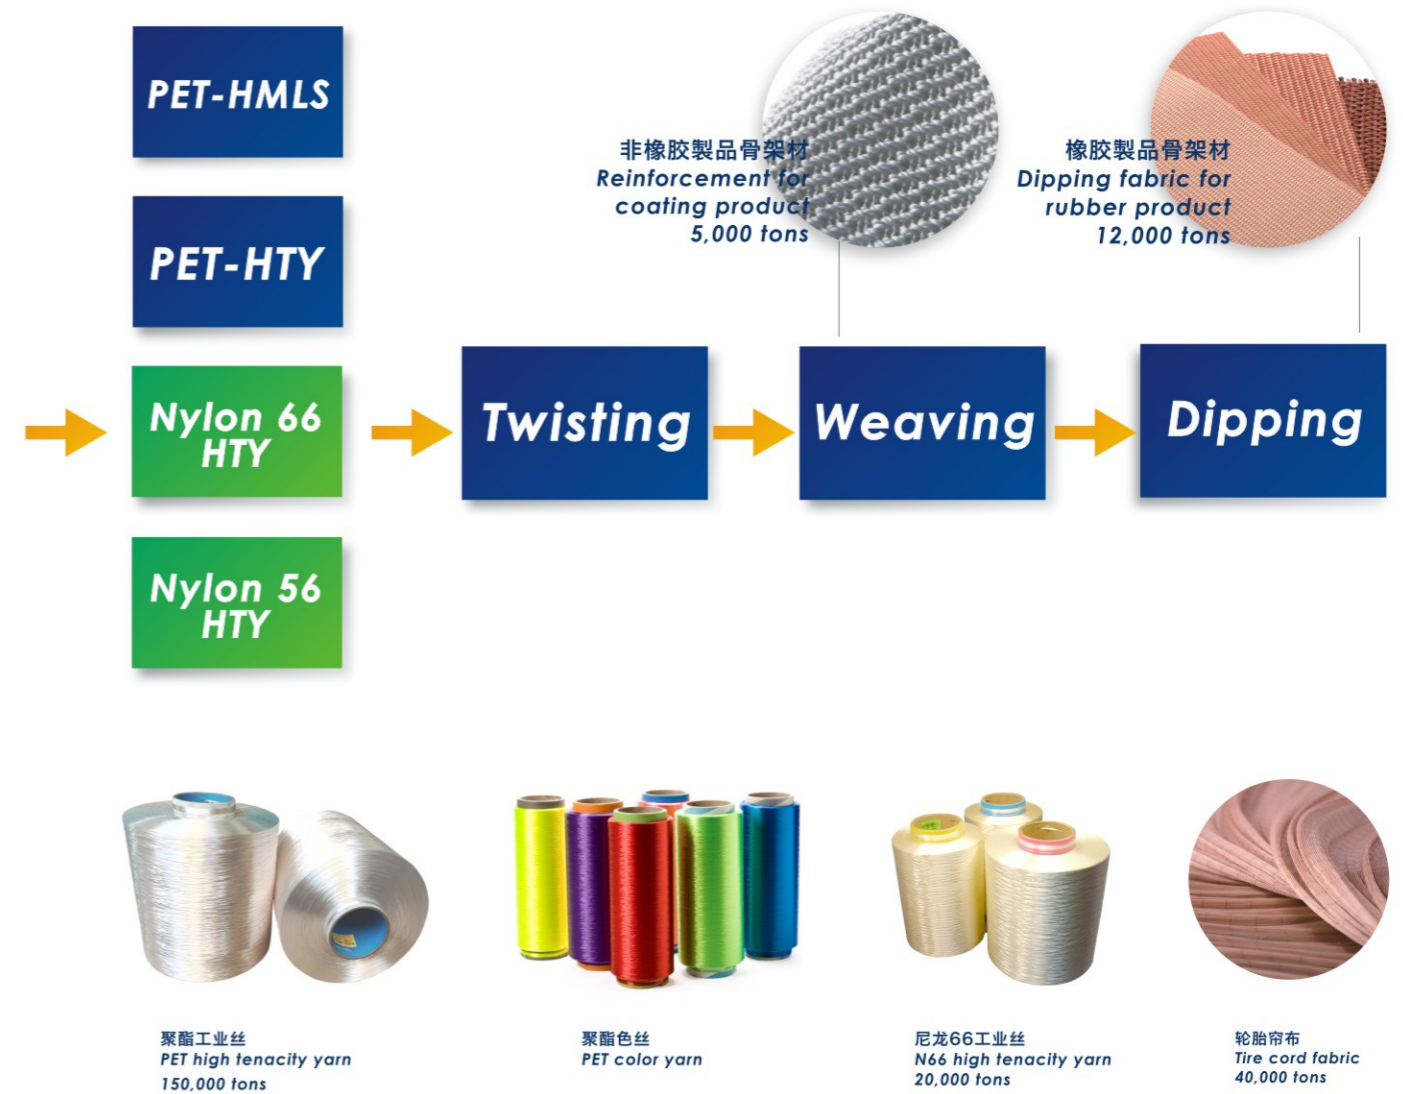 PET-HMLS
PET-HTY
Nylon 66
HTY
Nylon 56
HTY
非橡胶製品骨架材
Reinforcement for
coating product
5,000 tons
橡胶製品骨架材
Dipping fabric for
rubber product
12,000 tons
Twisting
Weaving
Dipping
聚酯工业丝
PET high tenacity yarn
150,000 tons
聚酯色丝
PET color yarn
尼龙66工业丝
N66 high tenacity yarn
20,000 tons
轮胎帘布
Tire cord fabric
40,000 tons